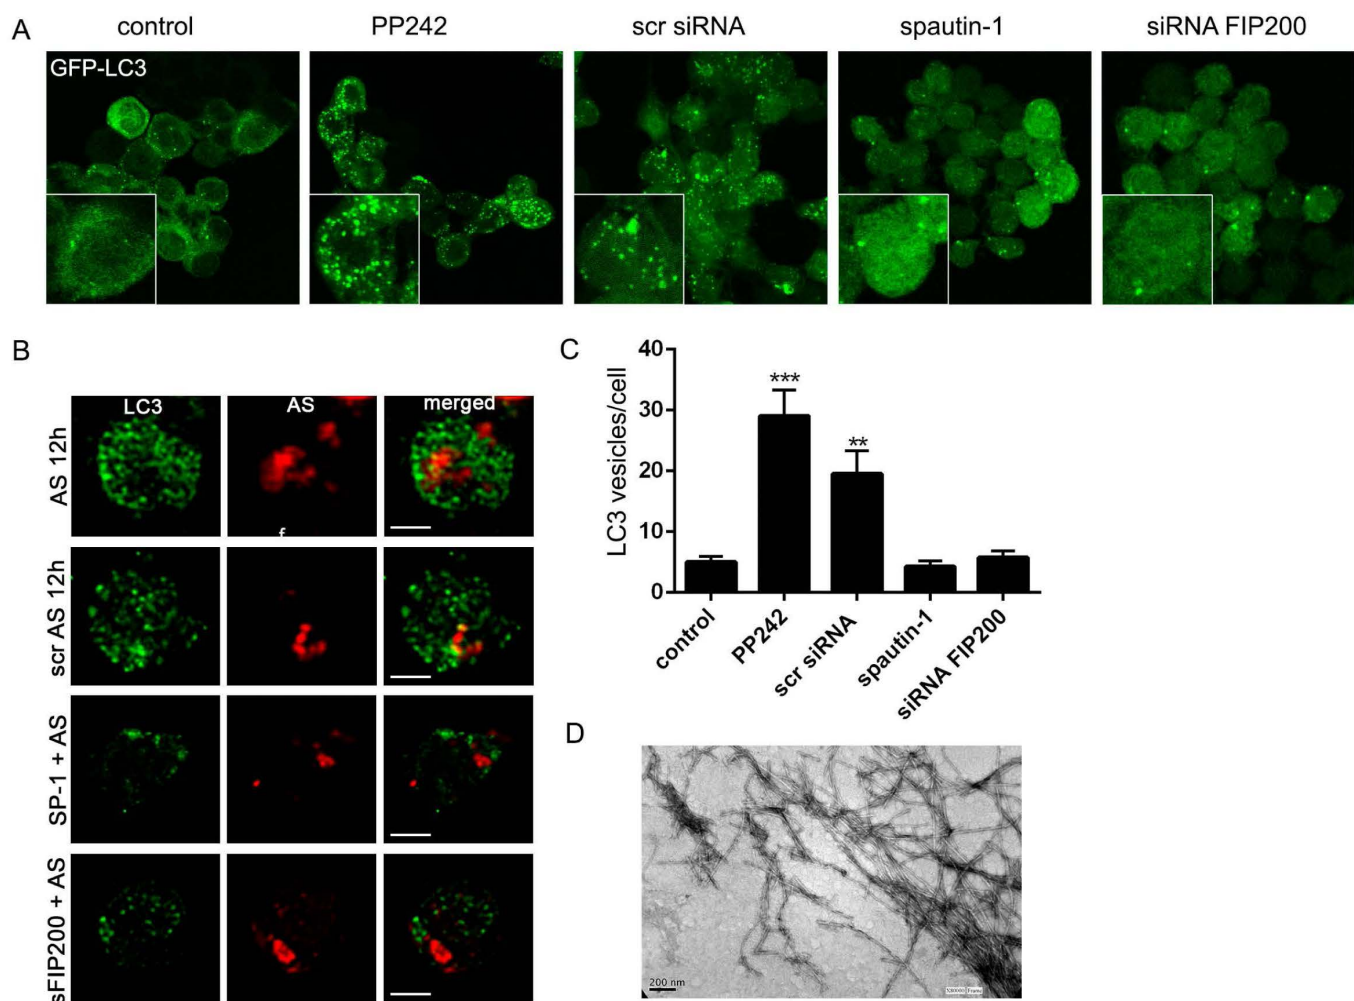 A
control PP242 scr siRNA spautin-1 siRNA FIP200
GFP-LC3
B
LC3 AS merged
AS 12h
f
scr AS 12h
SP-1 + AS
sFIP200 + AS
C
LC3 vesicles/cell
40
30
20
10
0
***
**
control
PP242
scr siRNA
spautin-1
siRNA FIP200
D
200 nm
Frame